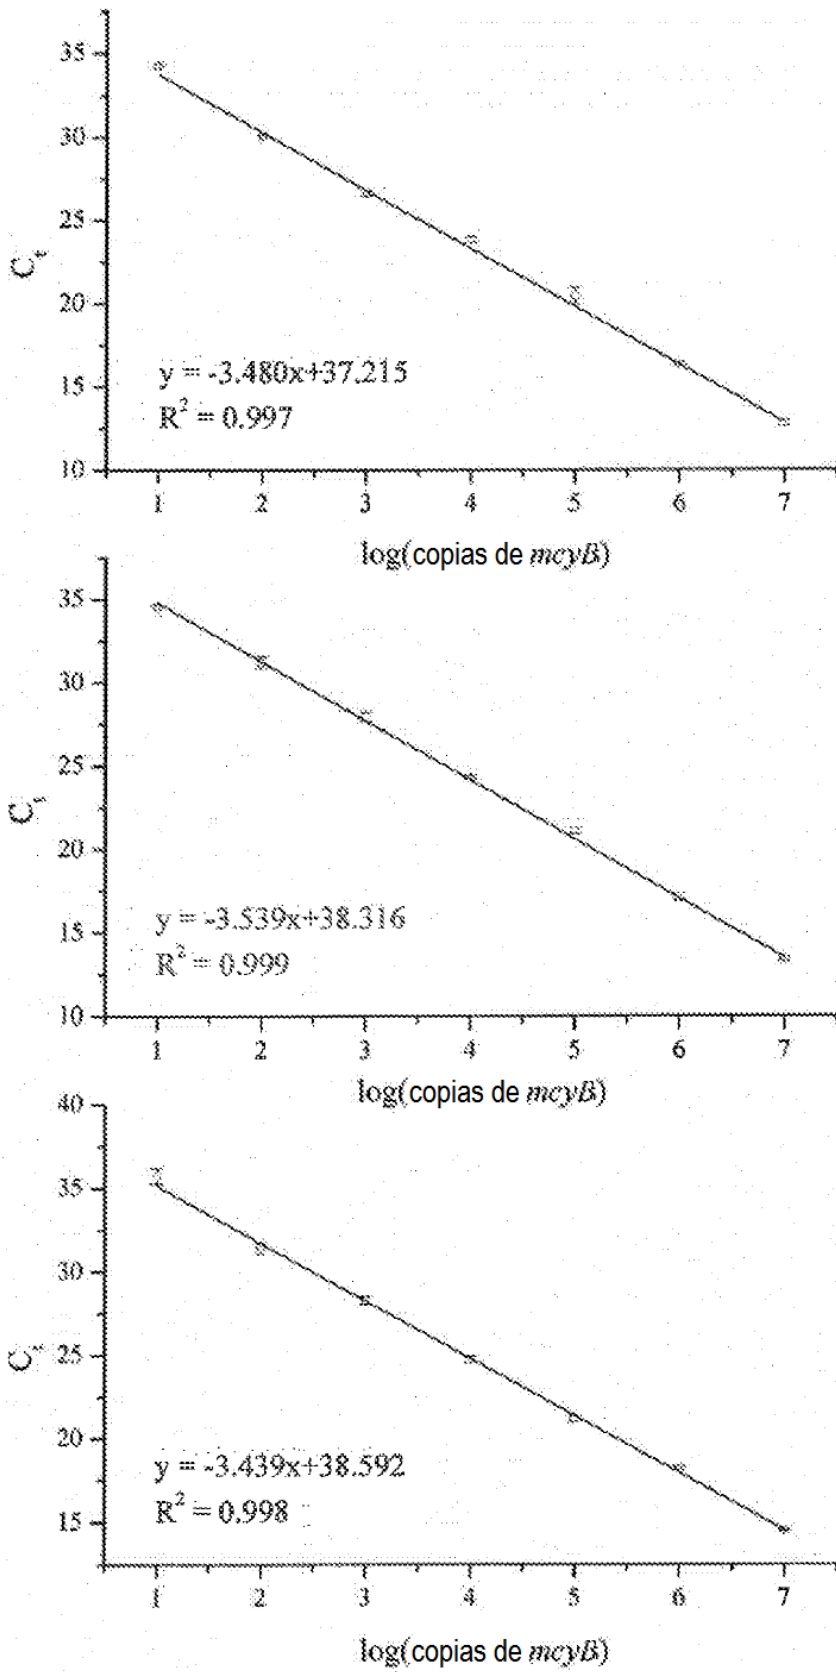 35
30
25
20
15
10
C_t
y = -3.480x+37.215
R² = 0.997
1 2 3 4 5 6 7
log(copias de mcyB)
35
30
25
20
15
10
C_t
y = -3.539x+38.316
R² = 0.999
1 2 3 4 5 6 7
log(copias de mcyB)
40
35
30
25
20
15
C_t
y = -3.439x+38.592
R² = 0.998
1 2 3 4 5 6 7
log(copias de mcyB)